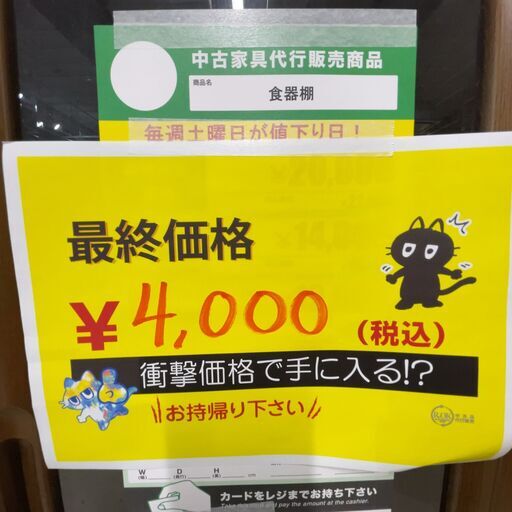 中古家具代行販売商品
商品名
食器棚
毎週土曜日が値下り日！
最終価格
¥4,000（税込）
衝撃価格で手に入る!?
お持帰り下さい
W D H
カードをレジまでお持ち下さい